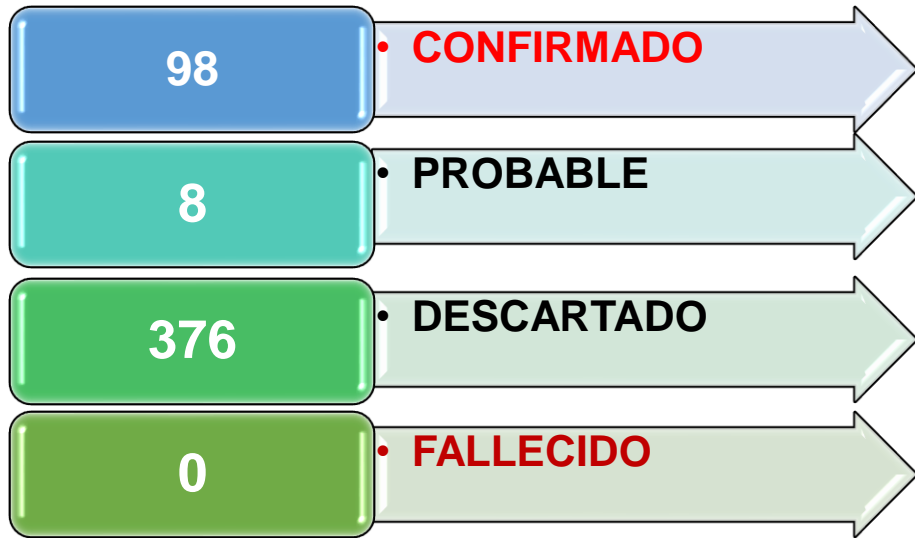 98
• CONFIRMADO
8
• PROBABLE
376
• DESCARTADO
0
• FALLECIDO